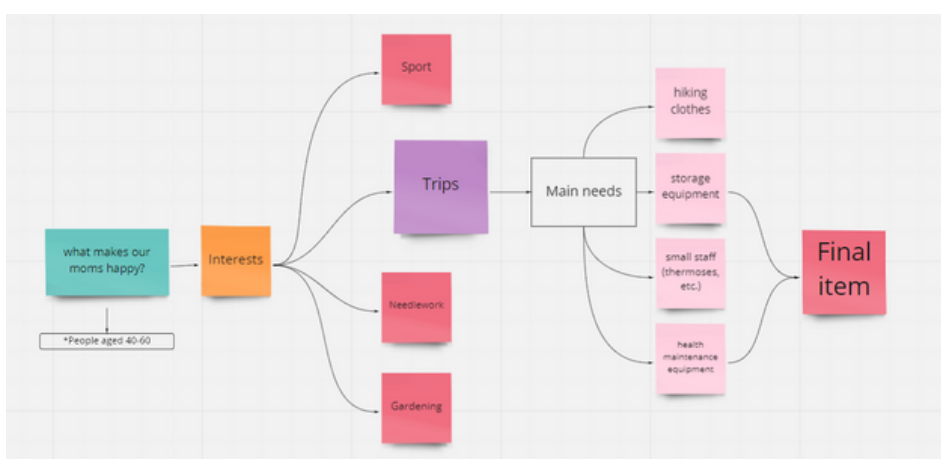 what makes our
moms happy?
*People aged 40-60
Interests
Sport
Trips
Needlework
Gardening
Main needs
hiking
clothes
storage
equipment
small staff
(thermoses,
etc.)
health
maintenance
equipment
Final
item